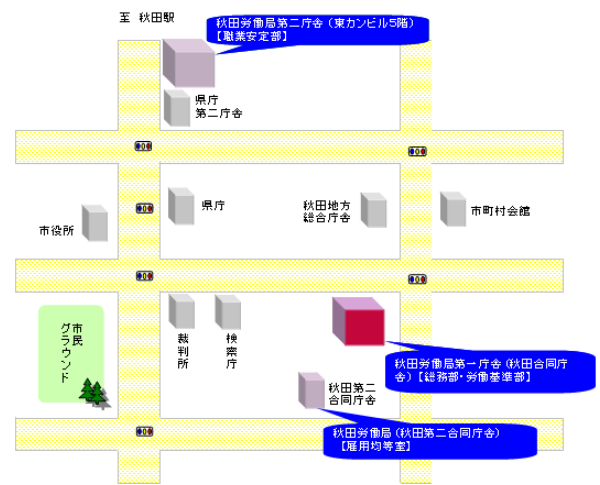 至 秋田駅
秋田労働局第二庁舎(東カンビル5階)
【職業安定部】
県庁
第二庁舎
市役所
県庁
秋田地方
総合庁舎
市町村会館
市民
グラウンド
裁判所
検察庁
秋田労働局第一庁舎(秋田合同庁
舎)【総務部・労働基準部】
秋田第二
合同庁舎
秋田労働局(秋田第二合同庁舎)
【雇用均等室】